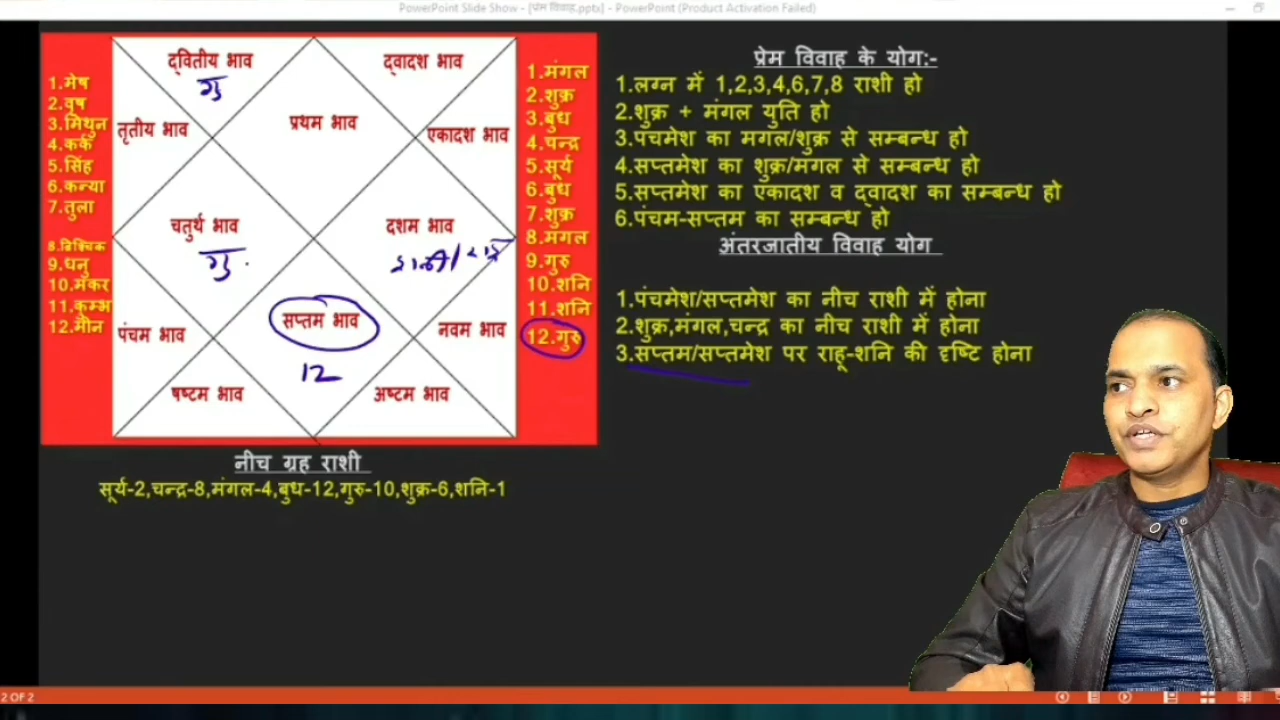 PowerPoint Slide Show - [प्रेम विवाह.pptx] - PowerPoint (Product Activation Failed)
द्वितीय भाव
गु
द्वादश भाव
1.मेष
2.वृष
3.मिथुन
4.कर्क
5.सिंह
6.कन्या
7.तुला
8.ब्रिश्चिक
9.धनु
10.मकर
11.कुम्भ
12.मीन
तृतीय भाव
प्रथम भाव
एकादश भाव
चतुर्थ भाव
गु
दशम भाव
सप्तम भाव
12
पंचम भाव
नवम भाव
षष्टम भाव
अष्टम भाव
1.मंगल
2.शुक्र
3.बुध
4.चन्द्र
5.सूर्य
6.बुध
7.शुक्र
8.मंगल
9.गुरु
10.शनि
11.शनि
12.गुरु
नीच ग्रह राशी
सूर्य-2,चन्द्र-8,मंगल-4,बुध-12,गुरु-10,शुक्र-6,शनि-1
प्रेम विवाह के योग:-
1.लग्न में 1,2,3,4,6,7,8 राशी हो
2.शुक्र + मंगल युति हो
3.पंचमेश का मगल/शुक्र से सम्बन्ध हो
4.सप्तमेश का शुक्र/मंगल से सम्बन्ध हो
5.सप्तमेश का एकादश व द्वादश का सम्बन्ध हो
6.पंचम-सप्तम का सम्बन्ध हो
अंतरजातीय विवाह योग
1.पंचमेश/सप्तमेश का नीच राशी में होना
2.शुक्र,मंगल,चन्द्र का नीच राशी में होना
3.सप्तम/सप्तमेश पर राहू-शनि की दृष्टि होना
2 OF 2